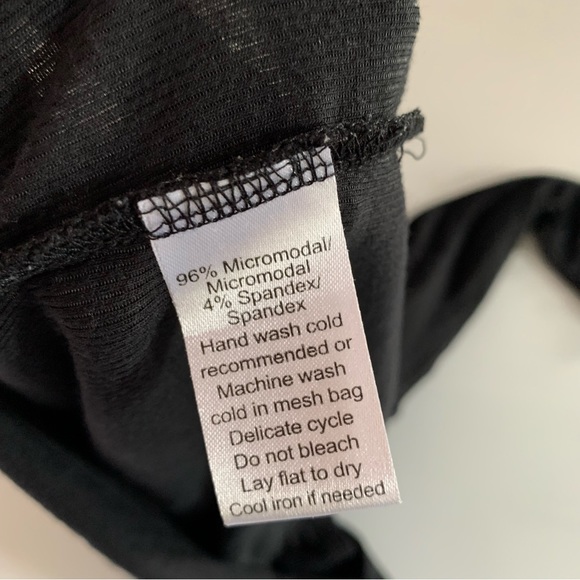 96% Micromodal/
Micromodal
4% Spandex/
Spandex
Hand wash cold
recommended or
Machine wash
cold in mesh bag
Delicate cycle
Do not bleach
Lay flat to dry
Cool iron if needed